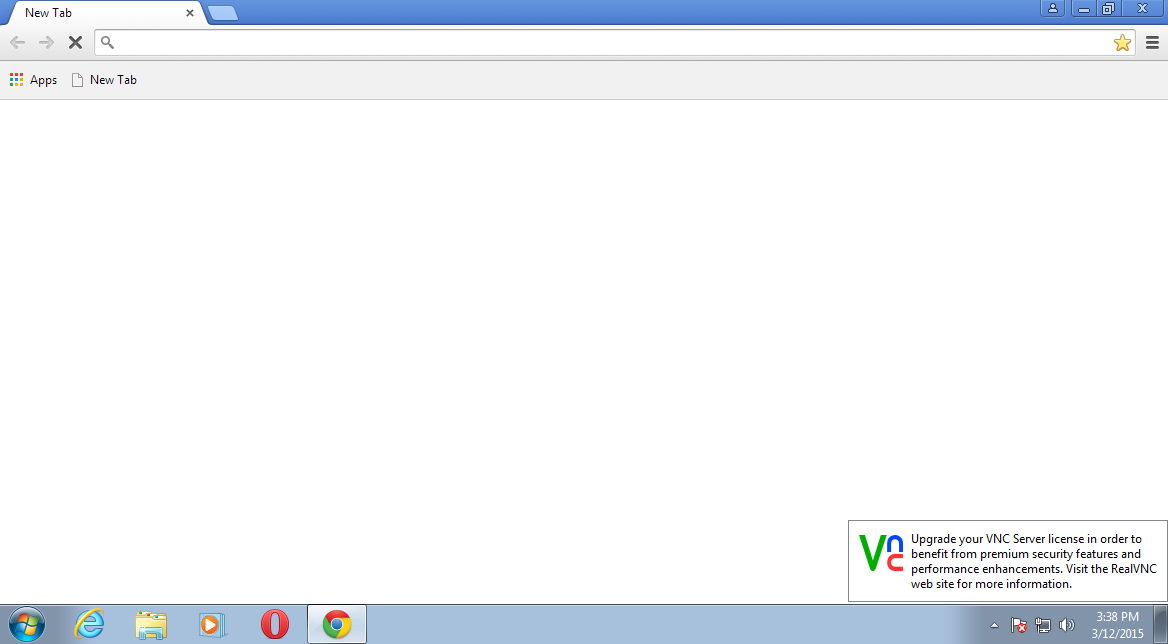 New Tab
Apps
New Tab
Vnc
Upgrade your VNC Server license in order to
benefit from premium security features and
performance enhancements. Visit the RealVNC
web site for more information.
3:38 PM
3/12/2015